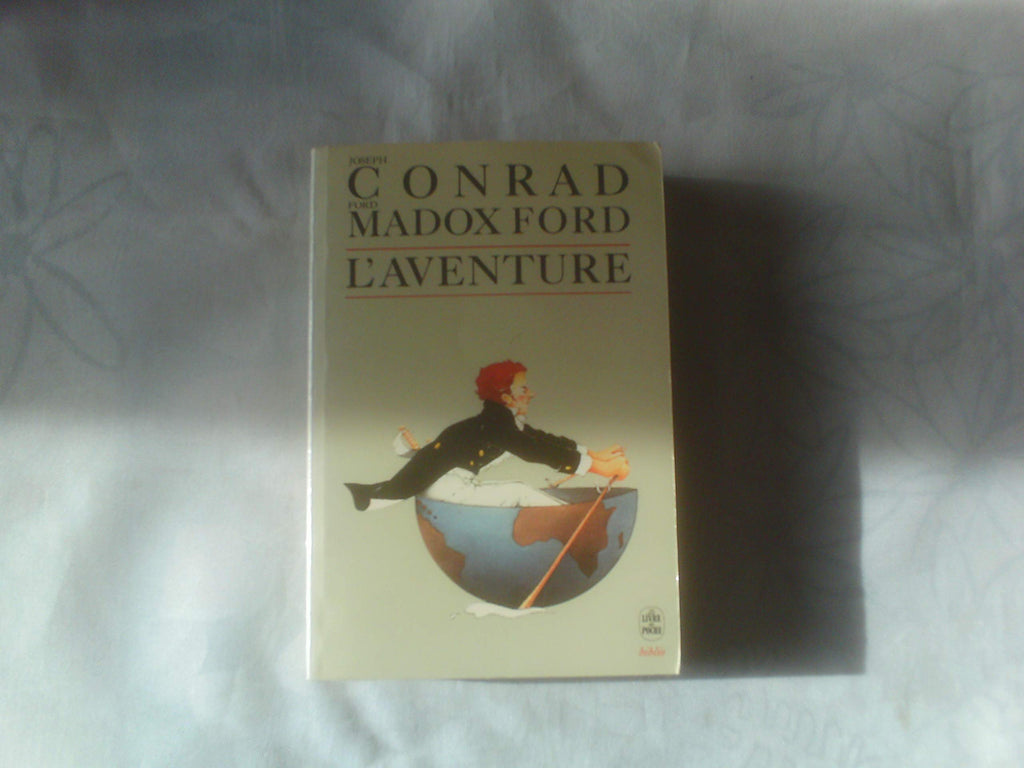 JOSEPH
CONRAD
FORD
MADOX FORD
L'AVENTURE
LE
LIVRE
DE
POCHE
biblio